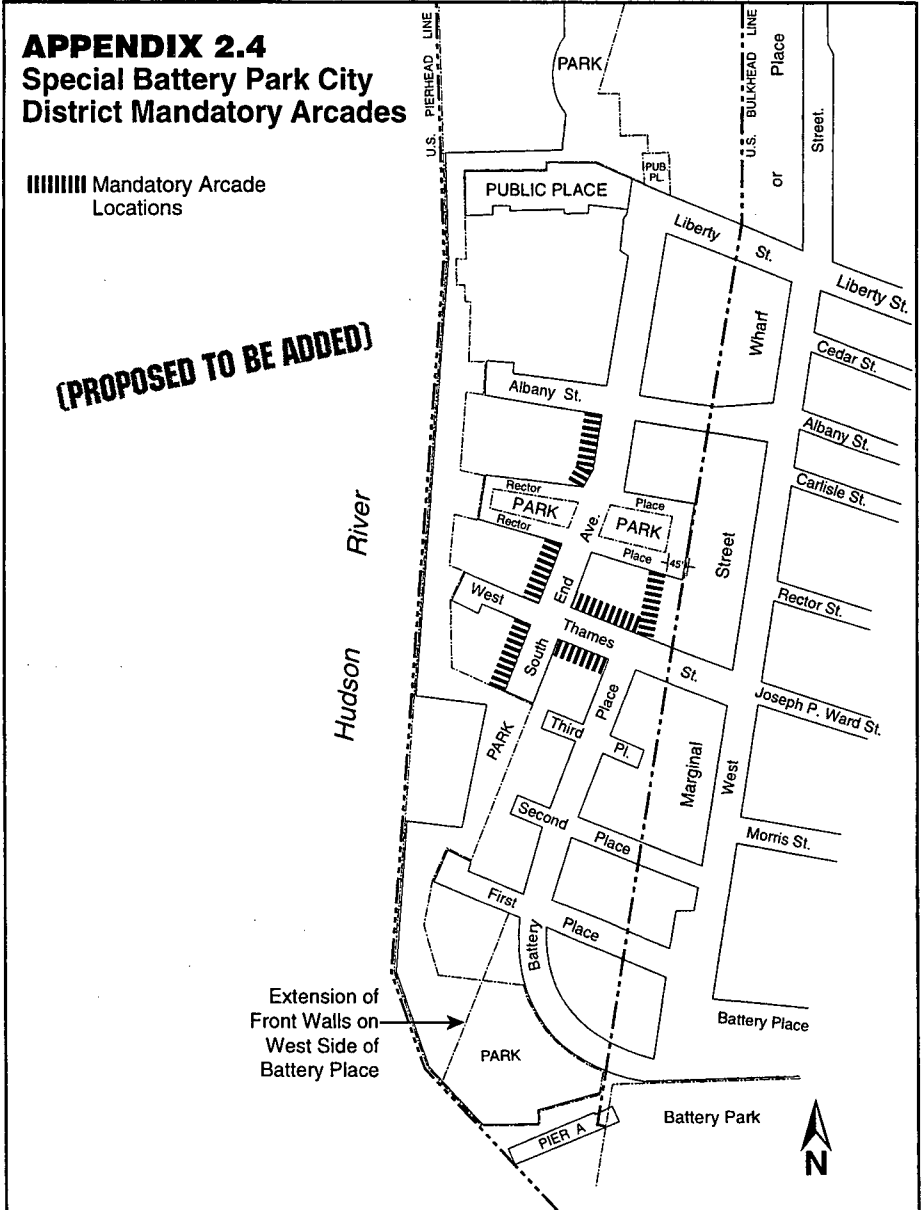 APPENDIX 2.4
Special Battery Park City
District Mandatory Arcades
Mandatory Arcade
Locations
(PROPOSED TO BE ADDED)
U.S. PIERHEAD LINE
PARK
U.S. BULKHEAD LINE
Place
or
Street.
PUB
PL.
PUBLIC PLACE
Liberty
St.
Liberty St.
Wharf
Cedar St.
Albany St.
Albany St.
Carlisle St.
Rector
Place
PARK
PARK
Rector
Ave.
Place
45'
Street
Hudson River
West
End
Rector St.
Thames
South
St.
Joseph P. Ward St.
Place
Third
Pl.
PARK
Marginal
West
Second
Place
Morris St.
First
Place
Battery
Extension of
Front Walls on
West Side of
Battery Place
Battery Place
PARK
Battery Park
PIER A
N